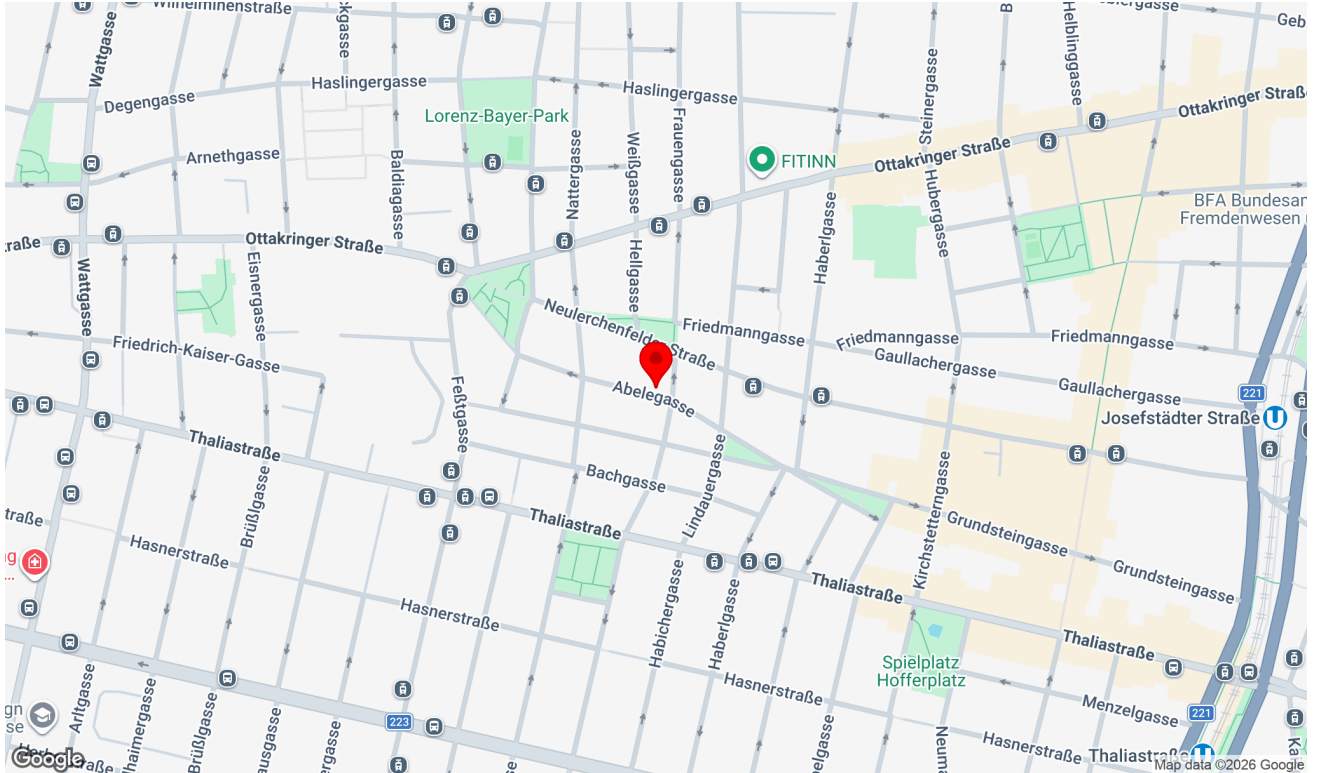 Wilhelminenstraße
Wattgasse
Haslingergasse
Degengasse
Lorenz-Bayer-Park
Haslingergasse
Frauengasse
Steinergasse
Helblinggasse
Ottakringer Straße
Arnethgasse
Baldiagasse
Nattergasse
Weißgasse
FITINN
Ottakringer Straße
Hubergasse
BFA Bundesam
Fremdenwesen u
Ottakringer Straße
Eisnergasse
Hellgasse
Haberlgasse
Wattgasse
Neulerchenfelder Straße
Friedmanngasse
Friedmanngasse
Friedmanngasse
Friedrich-Kaiser-Gasse
Gaullachergasse
Gaullachergasse
Feßtgasse
Abelegasse
221
Josefstädter Straße
Thaliastraße
Brüßlgasse
Bachgasse
Lindauergasse
Kirchstetterngasse
Thaliastraße
Grundsteingasse
Grundsteingasse
Hasnerstraße
Thaliastraße
Hasnerstraße
Habichergasse
Haberlgasse
Thaliastraße
Spielplatz
Hofferplatz
Hasnerstraße
Menzelgasse
Arltgasse
Brüßlgasse
223
221
Hasnerstraße
Thaliastraße
Google
Map data ©2026 Google